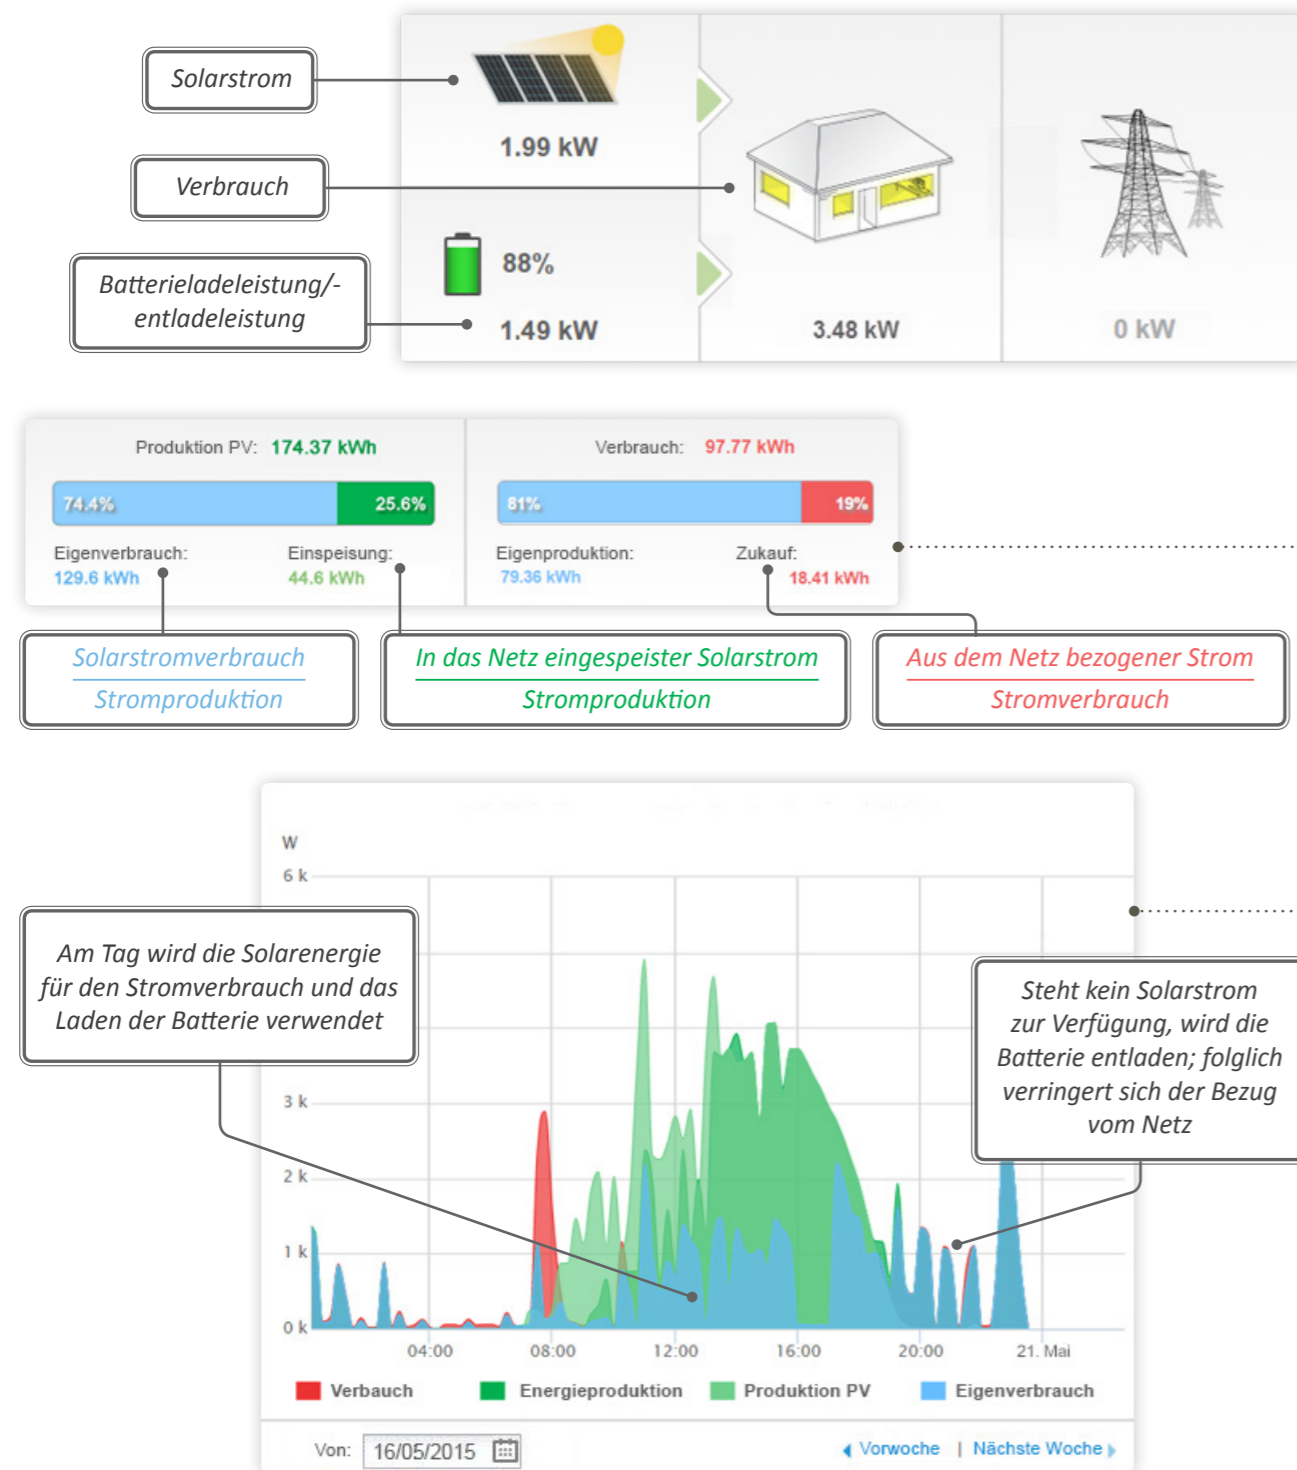 Solarstrom
1.99 kW
Verbrauch
88%
Batterieladeleistung/-
entladeleistung
1.49 kW
3.48 kW
0 kW
Produktion PV: 174.37 kWh
74.4%
25.6%
Eigenverbrauch:
129.6 kWh
Einspeisung:
44.6 kWh
Verbrauch: 97.77 kWh
81%
19%
Eigenproduktion:
79.36 kWh
Zukauf:
18.41 kWh
Solarstromverbrauch
Stromproduktion
In das Netz eingespeister Solarstrom
Stromproduktion
Aus dem Netz bezogener Strom
Stromverbrauch
W
6 k
Am Tag wird die Solarenergie
für den Stromverbrauch und das
Laden der Batterie verwendet
Steht kein Solarstrom
zur Verfügung, wird die
Batterie entladen; folglich
verringert sich der Bezug
vom Netz
3 k
2 k
1 k
0 k
04:00
08:00
12:00
16:00
20:00
21. Mai
Verbauch
Energieproduktion
Produktion PV
Eigenverbrauch
Von: 16/05/2015
Vorwoche | Nächste Woche